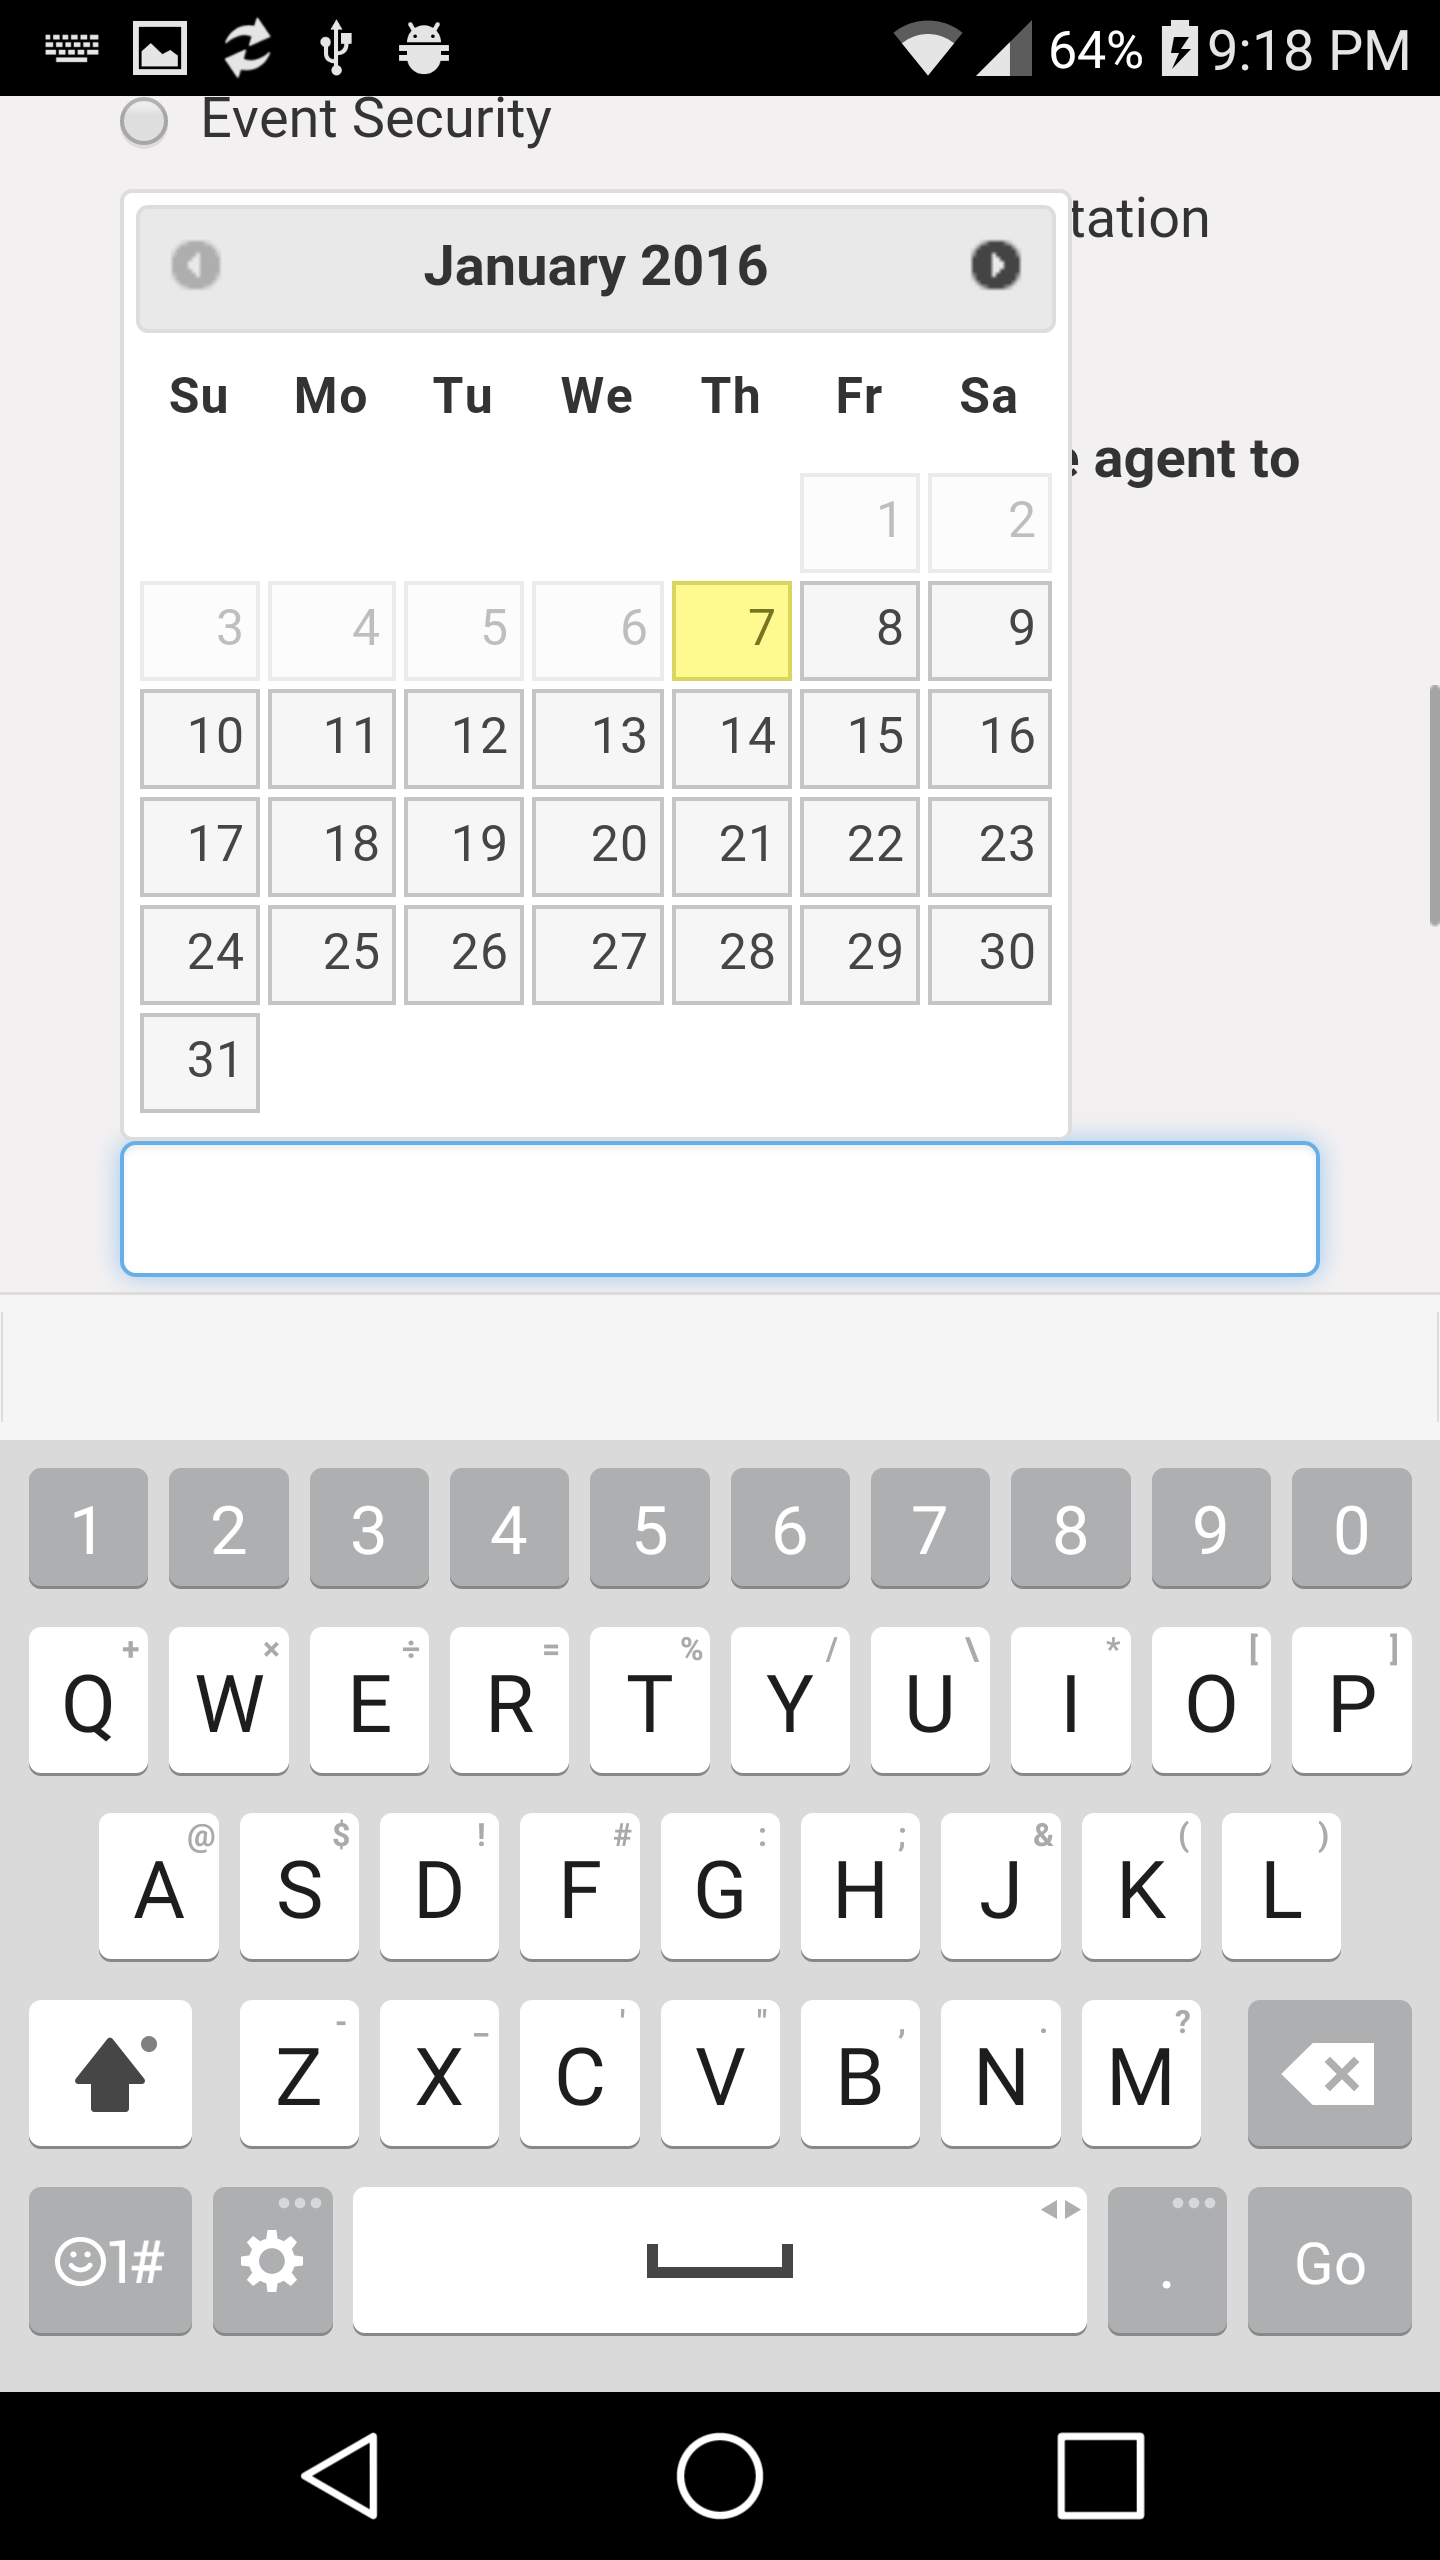 64% 9:18 PM
Event Security
tation
January 2016
Su Mo Tu We Th Fr Sa
agent to
1 2
3 4 5 6 7 8 9
10 11 12 13 14 15 16
17 18 19 20 21 22 23
24 25 26 27 28 29 30
31
1 2 3 4 5 6 7 8 9 0
+ × ÷ = % / \ * [ ]
Q W E R T Y U I O P
@ $ ! # : ; & ( )
A S D F G H J K L
- _ ' " , . ?
Z X C V B N M
1# . Go